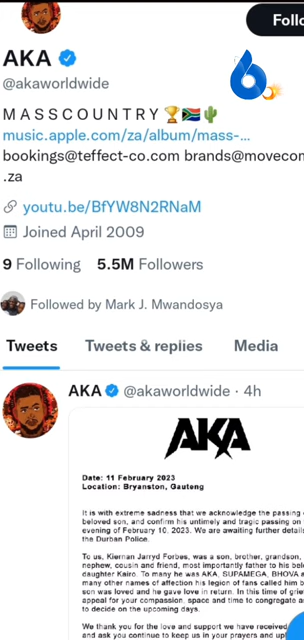 Follo
AKA
@akaworldwide
M A S S C O U N T R Y 🏆🇿🇦🌵
music.apple.com/za/album/mass-...
bookings@teffect-co.com brands@movecom
.za
youtu.be/BfYW8N2RNaM
Joined April 2009
9 Following 5.5M Followers
Followed by Mark J. Mwandosya
Tweets Tweets & replies Media
AKA @akaworldwide · 4h
AKA
Date: 11 February 2023
Location: Bryanston, Gauteng
It is with extreme sadness that we acknowledge the passing o
beloved son, and confirm his untimely and tragic passing on
evening of February 10, 2023. We are awaiting further details
the Durban Police.
To us, Kiernan Jarryd Forbes, was a son, brother, grandson,
nephew, cousin and friend, most importantly father to his bel
daughter Kairo. To many he was AKA, SUPAMEGA, BHOVA a
many other names of affection his legion of fans called him b
son was loved and he gave love in return. In this time of grie
appeal for your compassion, space and time to congregate a
to decide on the upcoming days.
We thank you for the love and support we have received
and ask you continue to keep us in your prayers and up